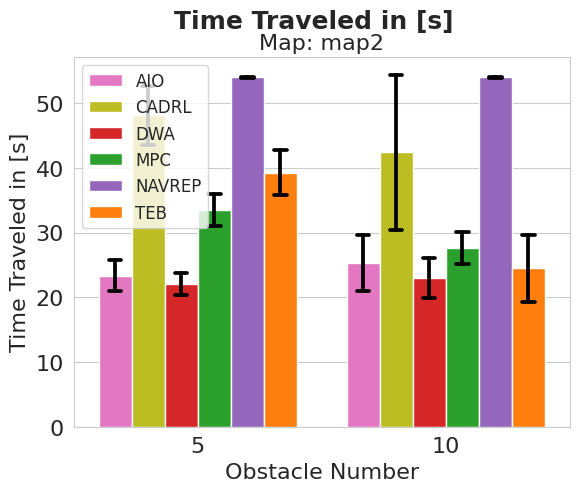 Time Traveled in [s]
Map: map2
Time Traveled in [s]
50
40
30
20
10
0
AIO
CADRL
DWA
MPC
NAVREP
TEB
5
10
Obstacle Number